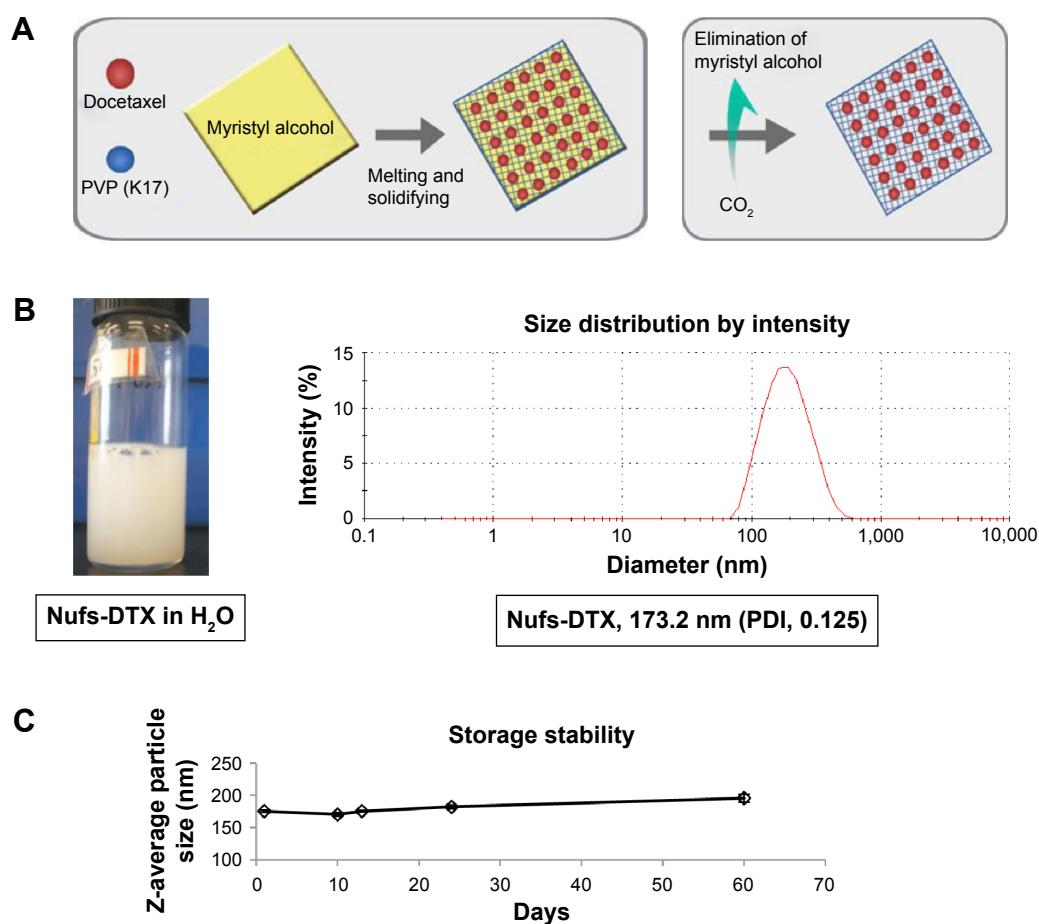 A
Docetaxel
PVP (K17)
Myristyl alcohol
Melting and
solidifying
Elimination of
myristyl alcohol
CO₂
B
Nufs-DTX in H₂O
Size distribution by intensity
Intensity (%)
15
10
5
0
0.1 1 10 100 1,000 10,000
Diameter (nm)
Nufs-DTX, 173.2 nm (PDI, 0.125)
C
Storage stability
Z-average particle
size (nm)
250
200
150
100
0 10 20 30 40 50 60 70
Days